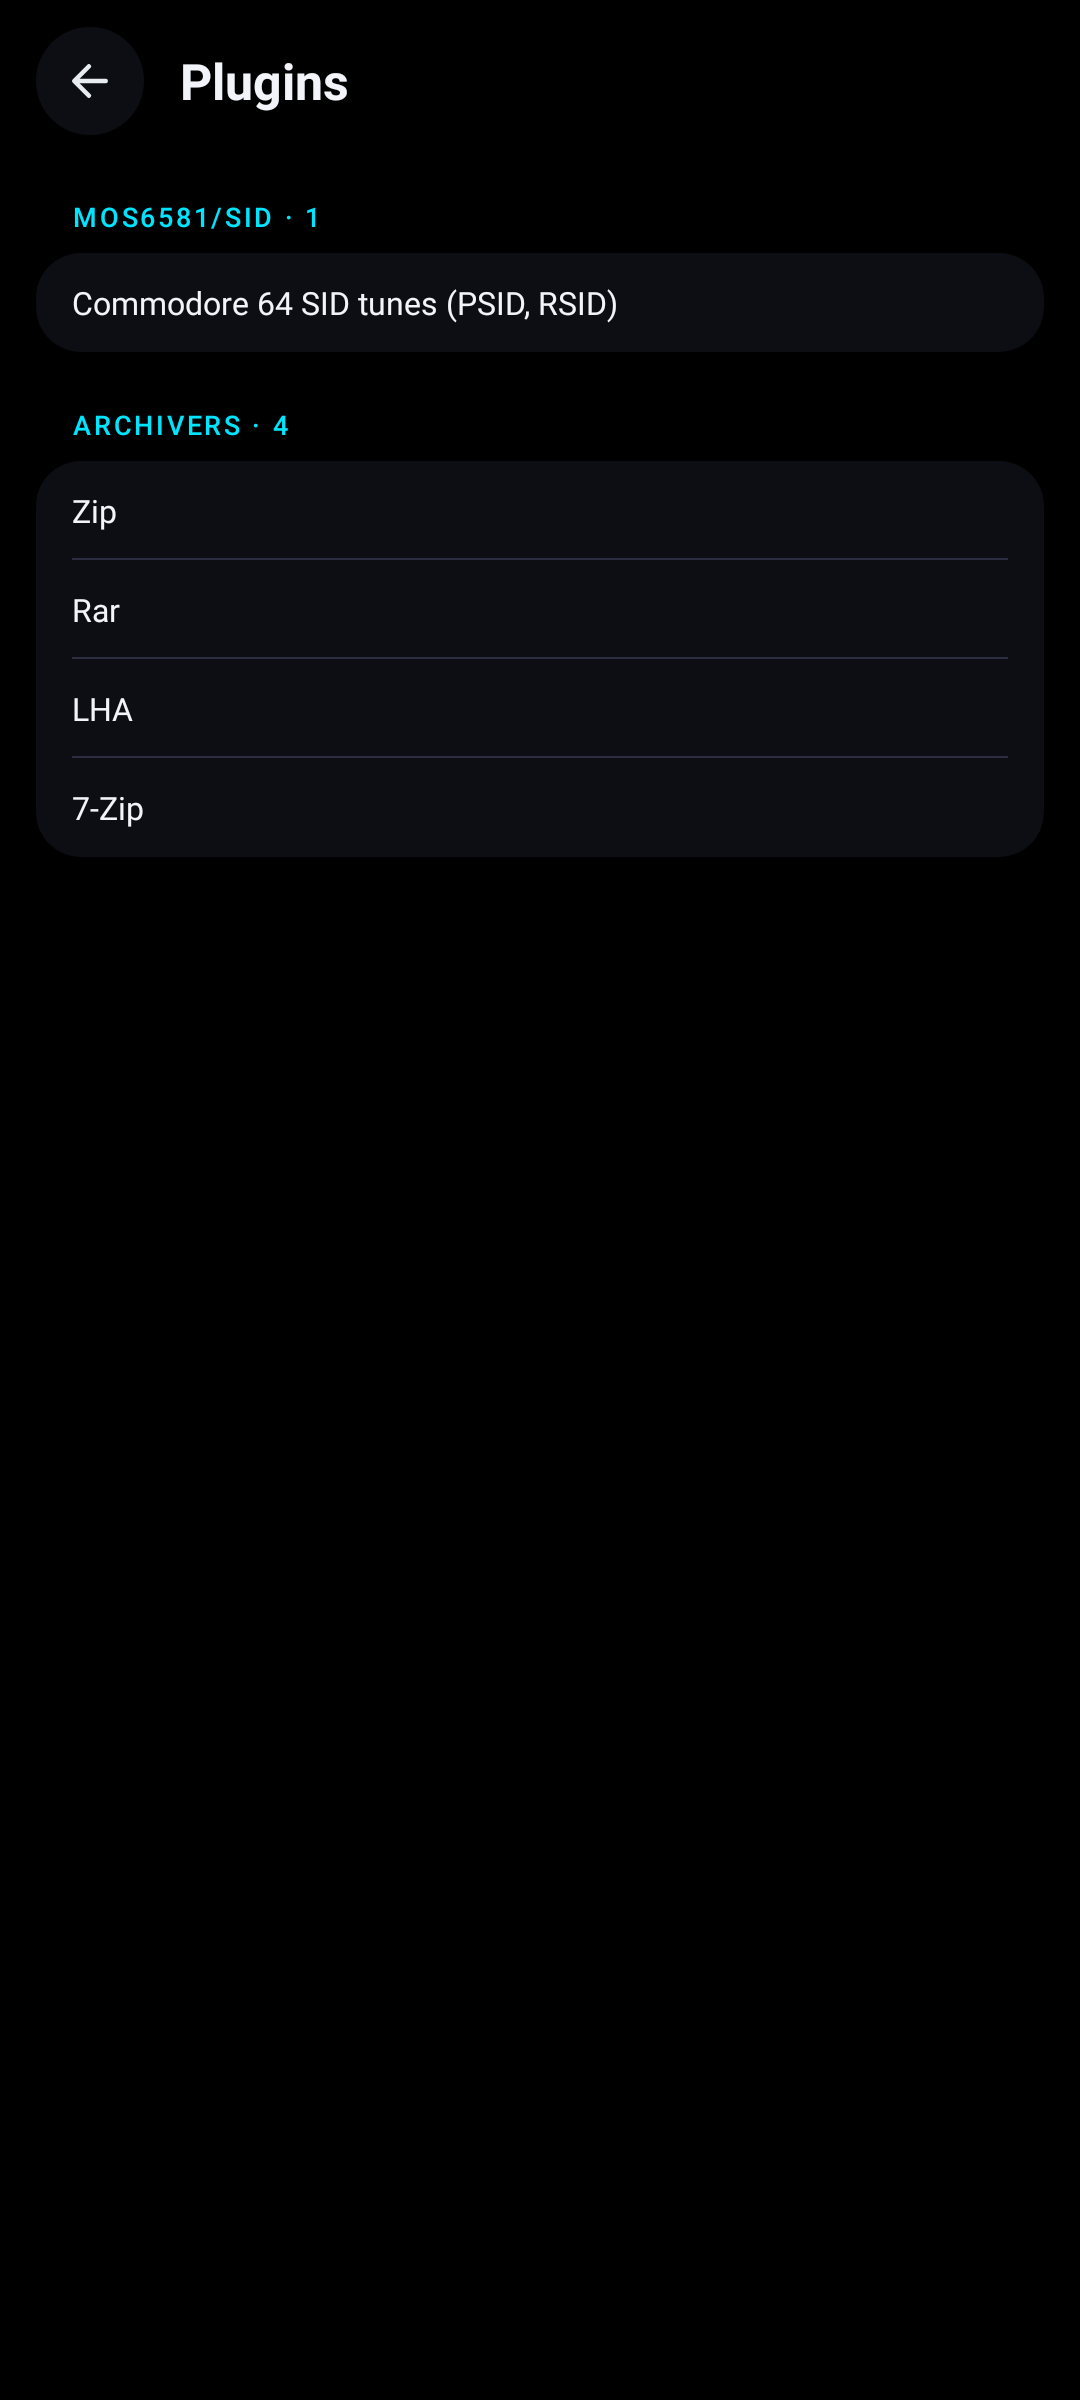 Plugins
MOS6581/SID · 1
Commodore 64 SID tunes (PSID, RSID)
ARCHIVERS · 4
Zip
Rar
LHA
7-Zip